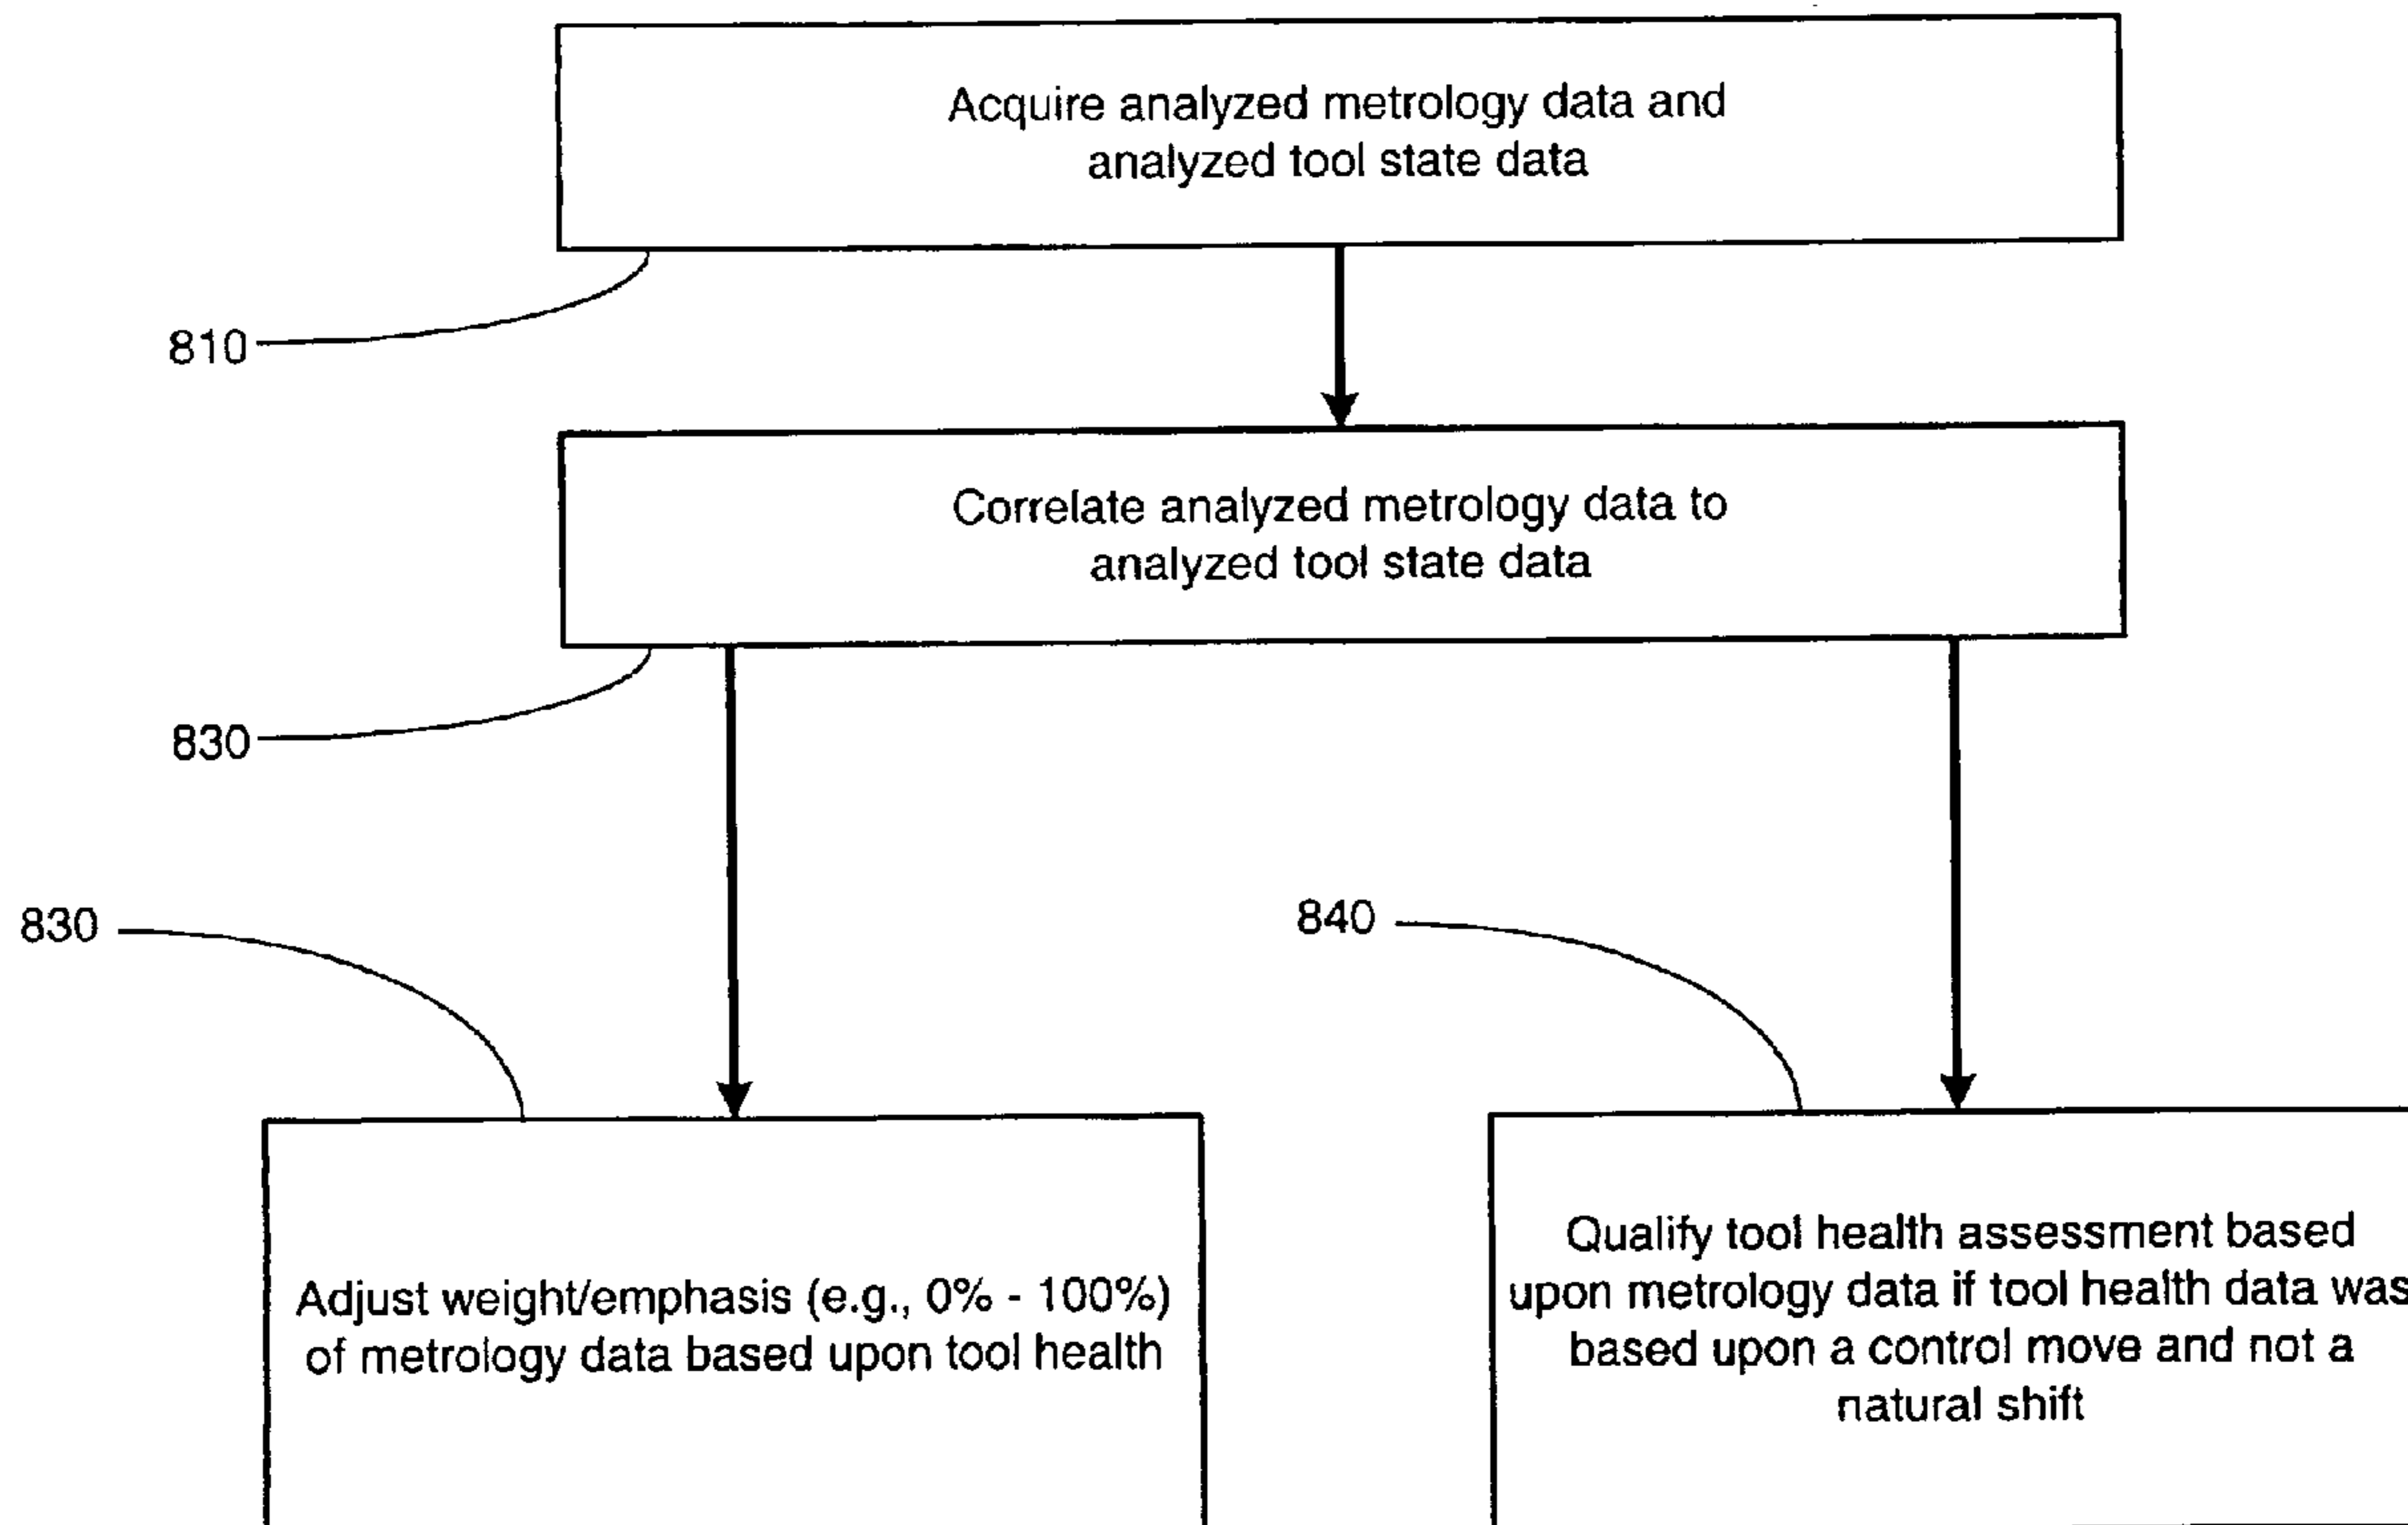 Acquire analyzed metrology data and
analyzed tool state data
810
Correlate analyzed metrology data to
analyzed tool state data
830
830
840
Adjust weight/emphasis (e.g., 0% - 100%)
of metrology data based upon tool health
Qualify tool health assessment based
upon metrology data if tool health data was
based upon a control move and not a
natural shift